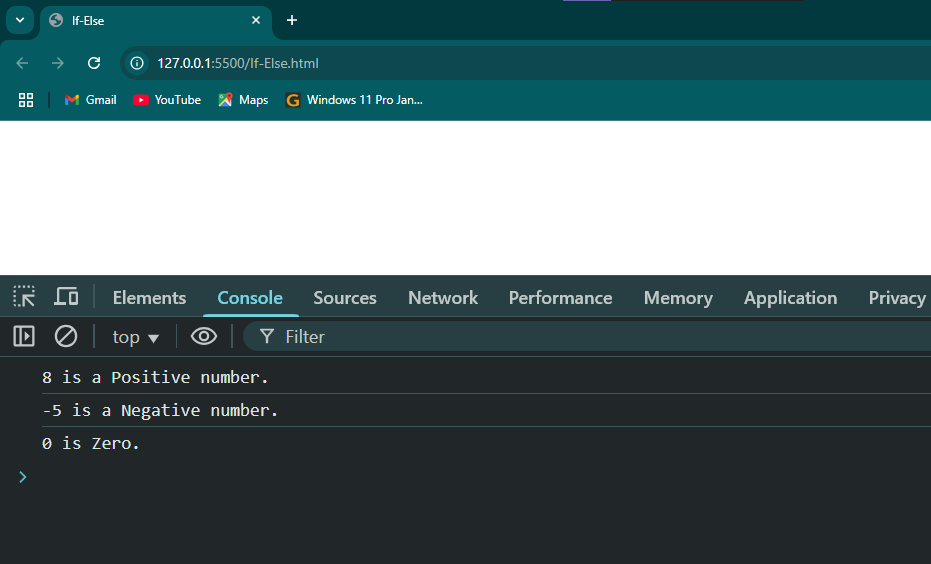 If-Else
127.0.0.1:5500/If-Else.html
Gmail YouTube Maps Windows 11 Pro Jan...
Elements Console Sources Network Performance Memory Application Privacy
top Filter
8 is a Positive number.
-5 is a Negative number.
0 is Zero.